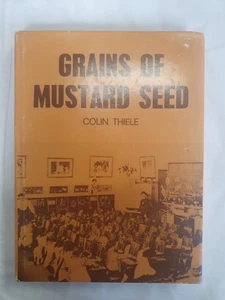 GRAINS OF
MUSTARD SEED
COLIN THIELE